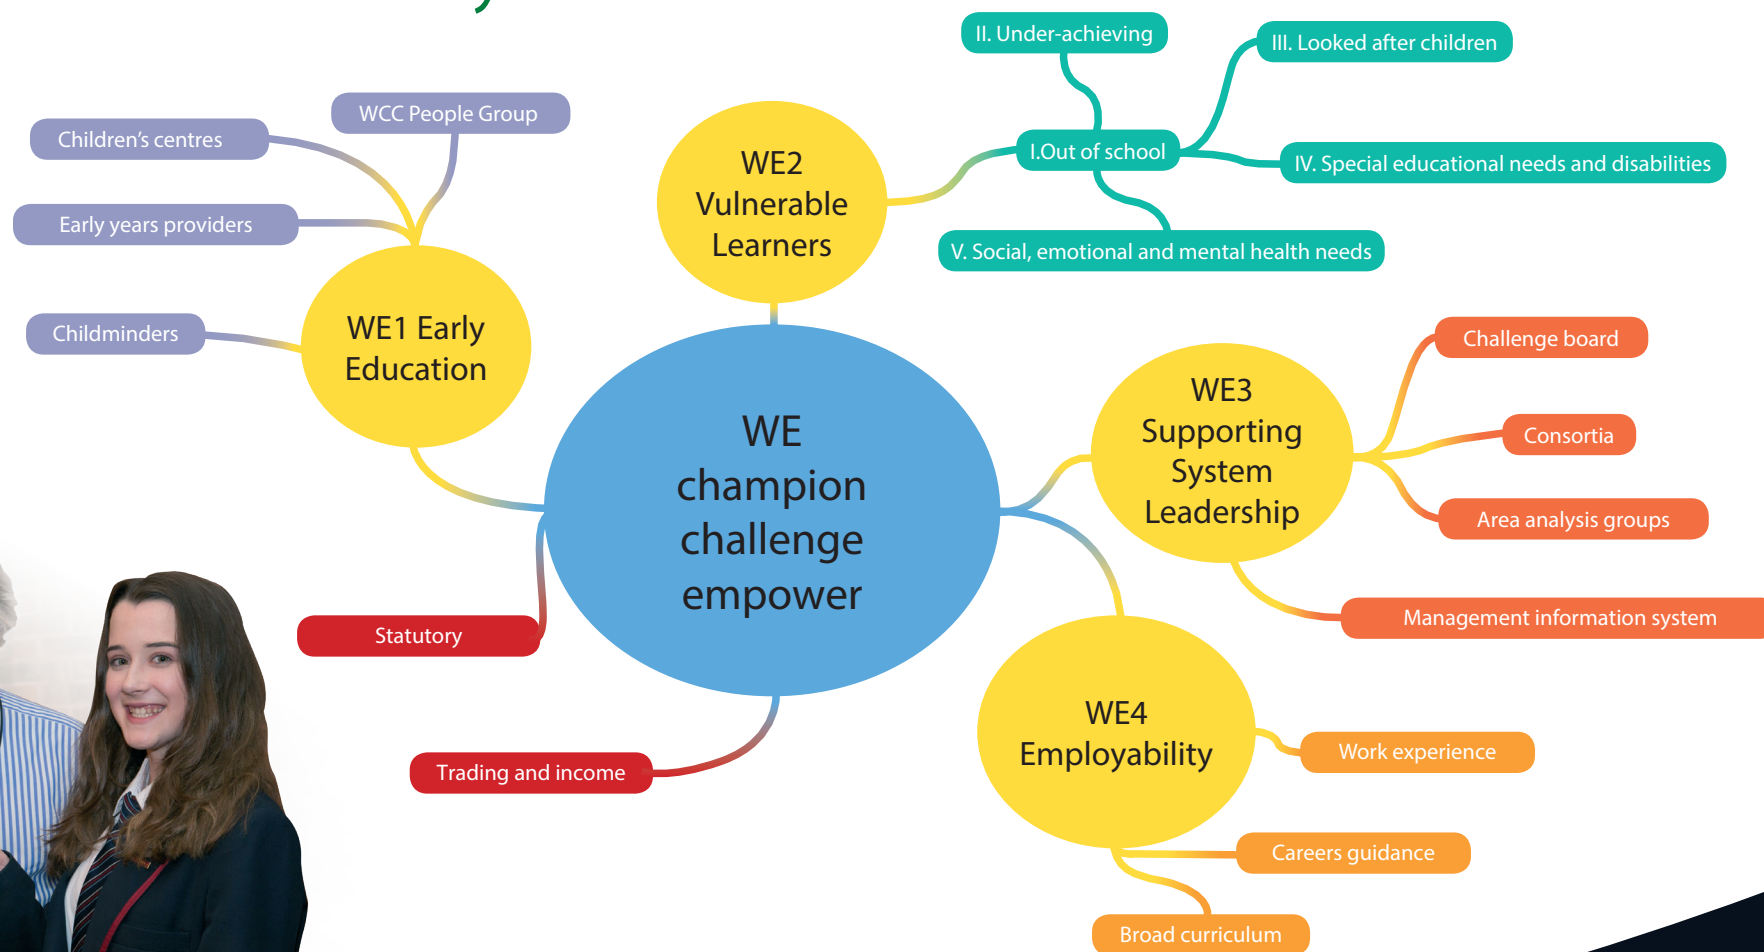 II. Under-achieving
III. Looked after children
WCC People Group
Children’s centres
I.Out of school
IV. Special educational needs and disabilities
WE2
Vulnerable
Learners
Early years providers
V. Social, emotional and mental health needs
Childminders
WE1 Early
Education
Challenge board
WE3
Supporting
System
Leadership
Consortia
Area analysis groups
WE
champion
challenge
empower
Management information system
Statutory
WE4
Employability
Work experience
Trading and income
Careers guidance
Broad curriculum